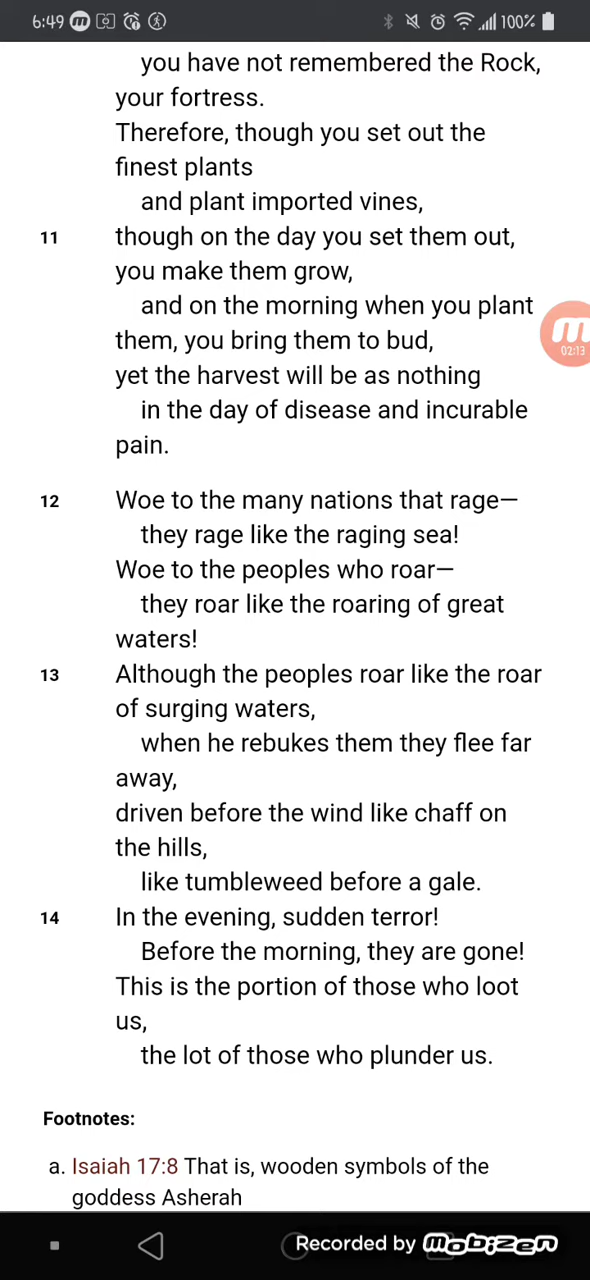 6:49 100%
you have not remembered the Rock,
your fortress.
Therefore, though you set out the
finest plants
and plant imported vines,
11 though on the day you set them out,
you make them grow,
and on the morning when you plant
them, you bring them to bud,
yet the harvest will be as nothing
in the day of disease and incurable
pain.
12 Woe to the many nations that rage—
they rage like the raging sea!
Woe to the peoples who roar—
they roar like the roaring of great
waters!
13 Although the peoples roar like the roar
of surging waters,
when he rebukes them they flee far
away,
driven before the wind like chaff on
the hills,
like tumbleweed before a gale.
14 In the evening, sudden terror!
Before the morning, they are gone!
This is the portion of those who loot
us,
the lot of those who plunder us.
Footnotes:
a. Isaiah 17:8 That is, wooden symbols of the
goddess Asherah
m
02:13
Recorded by Mobizen